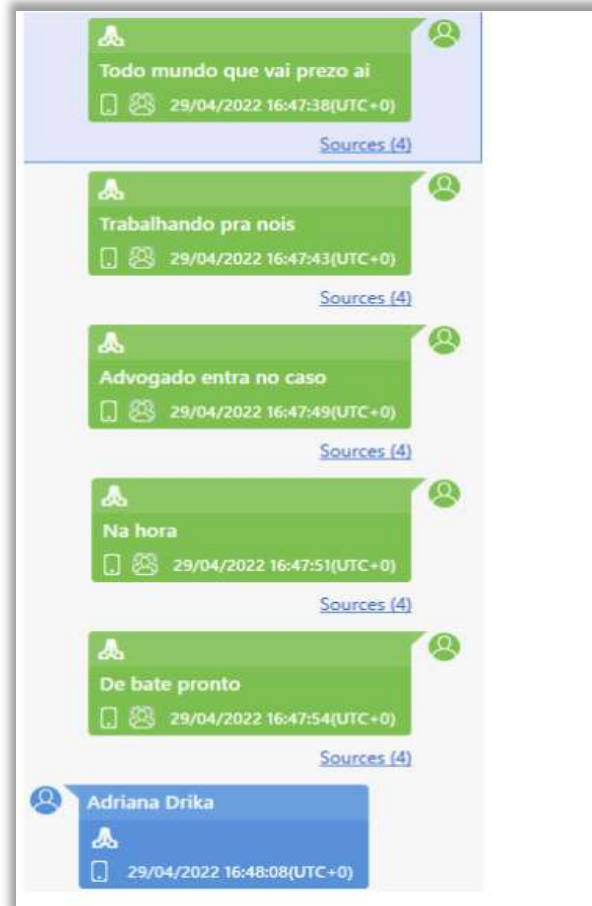 Todo mundo que vai prezo ai
29/04/2022 16:47:38(UTC+0)
Sources (4)
Trabalhando pra nois
29/04/2022 16:47:43(UTC+0)
Sources (4)
Advogado entra no caso
29/04/2022 16:47:49(UTC+0)
Sources (4)
Na hora
29/04/2022 16:47:51(UTC+0)
Sources (4)
De bate pronto
29/04/2022 16:47:54(UTC+0)
Sources (4)
Adriana Drika
29/04/2022 16:48:08(UTC+0)